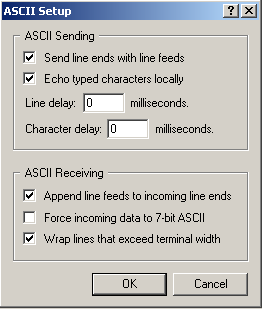 ASCII Setup
ASCII Sending
Send line ends with line feeds
Echo typed characters locally
Line delay: 0 milliseconds.
Character delay: 0 milliseconds.
ASCII Receiving
Append line feeds to incoming line ends
Force incoming data to 7-bit ASCII
Wrap lines that exceed terminal width
OK Cancel